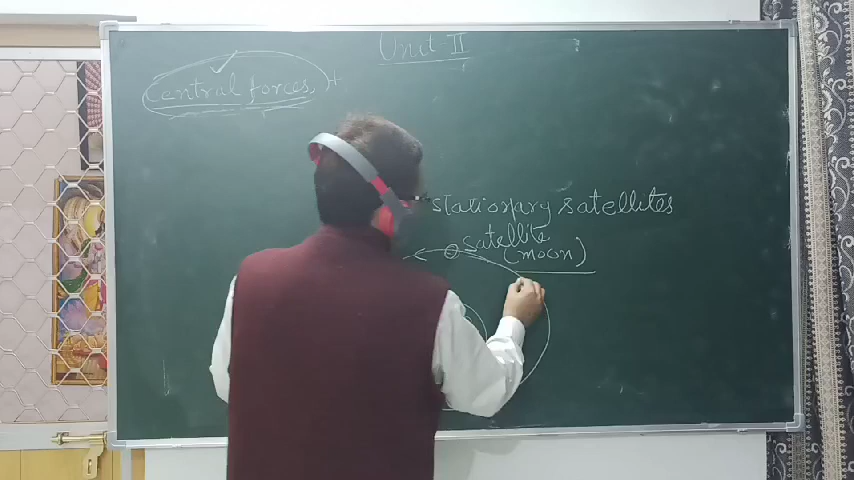 Unit-II
Central forces.
stationary satellites
satellite
(moon)